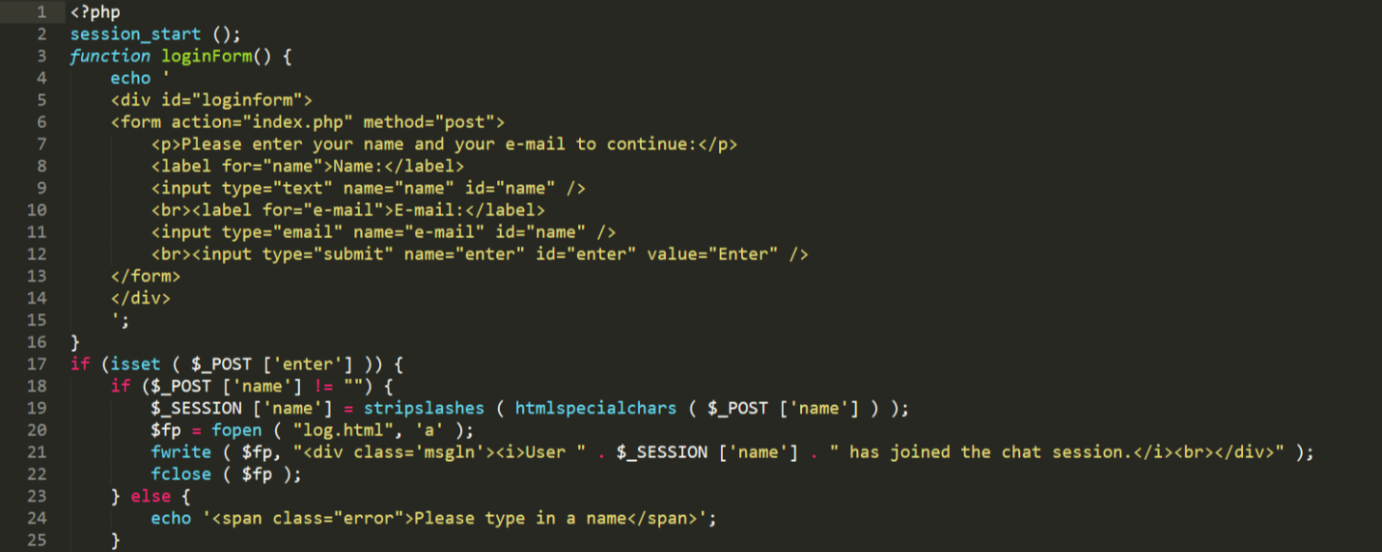 1 <?php
2 session_start ();
3 function loginForm() {
4 echo '
5 <div id="loginform">
6 <form action="index.php" method="post">
7 <p>Please enter your name and your e-mail to continue:</p>
8 <label for="name">Name:</label>
9 <input type="text" name="name" id="name" />
10 <br><label for="e-mail">E-mail:</label>
11 <input type="email" name="e-mail" id="name" />
12 <br><input type="submit" name="enter" id="enter" value="Enter" />
13 </form>
14 </div>
15 ';
16 }
17 if (isset ( $_POST ['enter'] )) {
18 if ($_POST ['name'] != "") {
19 $_SESSION ['name'] = stripslashes ( htmlspecialchars ( $_POST ['name'] ) );
20 $fp = fopen ( "log.html", 'a' );
21 fwrite ( $fp, "<div class='msgln'><i>User " . $_SESSION ['name'] . " has joined the chat session.</i><br></div>" );
22 fclose ( $fp );
23 } else {
24 echo '<span class="error">Please type in a name</span>';
25 }